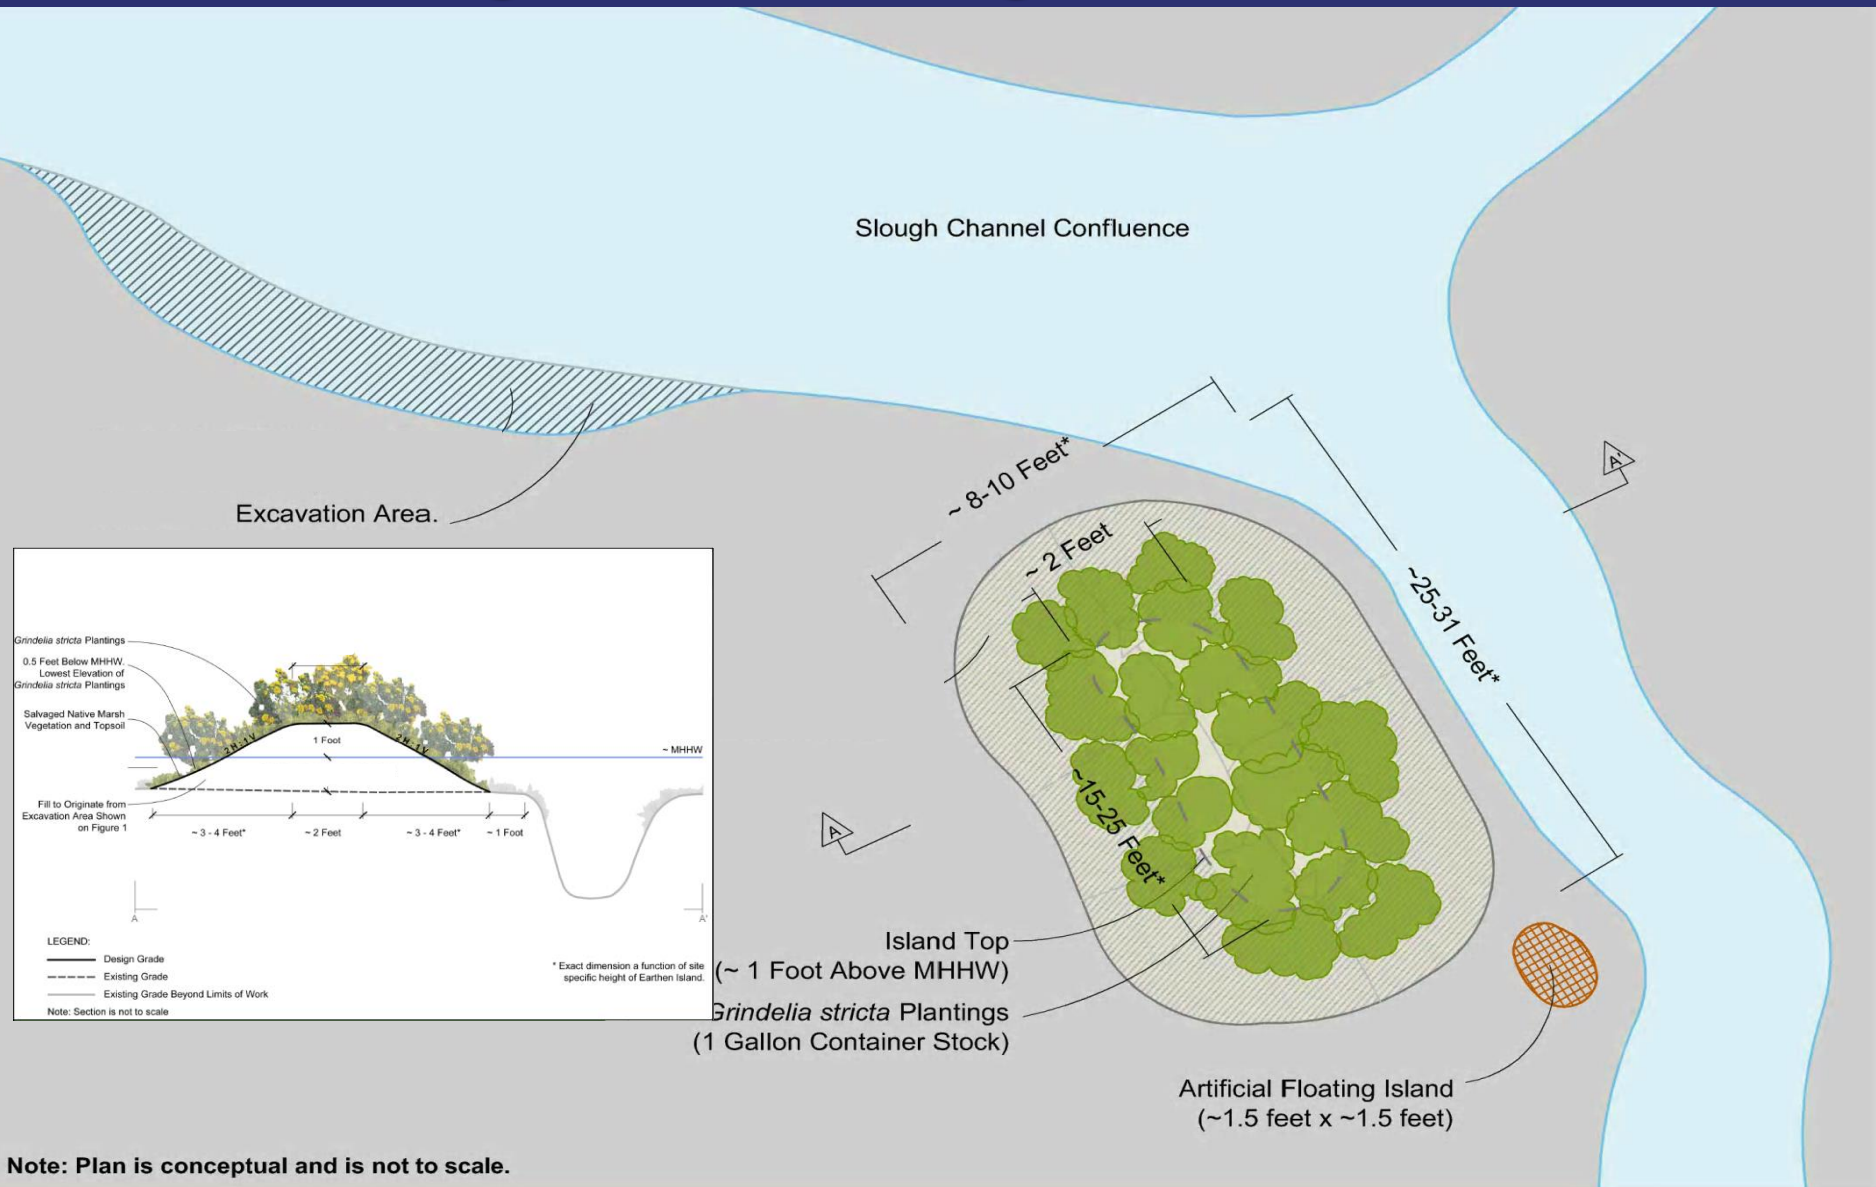 Slough Channel Confluence
~ 8-10 Feet*
~ 2 Feet
~25-31 Feet*
A'
Excavation Area.
~15-25 Feet*
A
Island Top
(~ 1 Foot Above MHHW)
Grindelia stricta Plantings
(1 Gallon Container Stock)
Artificial Floating Island
(~1.5 feet x ~1.5 feet)
Grindelia stricta Plantings
0.5 Feet Below MHHW.
Lowest Elevation of
Grindelia stricta Plantings
Salvaged Native Marsh
Vegetation and Topsoil
2 H : 1 V
1 Foot
2 H : 1 V
~ MHHW
Fill to Originate from
Excavation Area Shown
on Figure 1
~ 3 - 4 Feet*
~ 2 Feet
~ 3 - 4 Feet*
~ 1 Foot
A
A'
LEGEND:
Design Grade
Existing Grade
Existing Grade Beyond Limits of Work
Note: Section is not to scale
* Exact dimension a function of site
specific height of Earthen Island.
Note: Plan is conceptual and is not to scale.